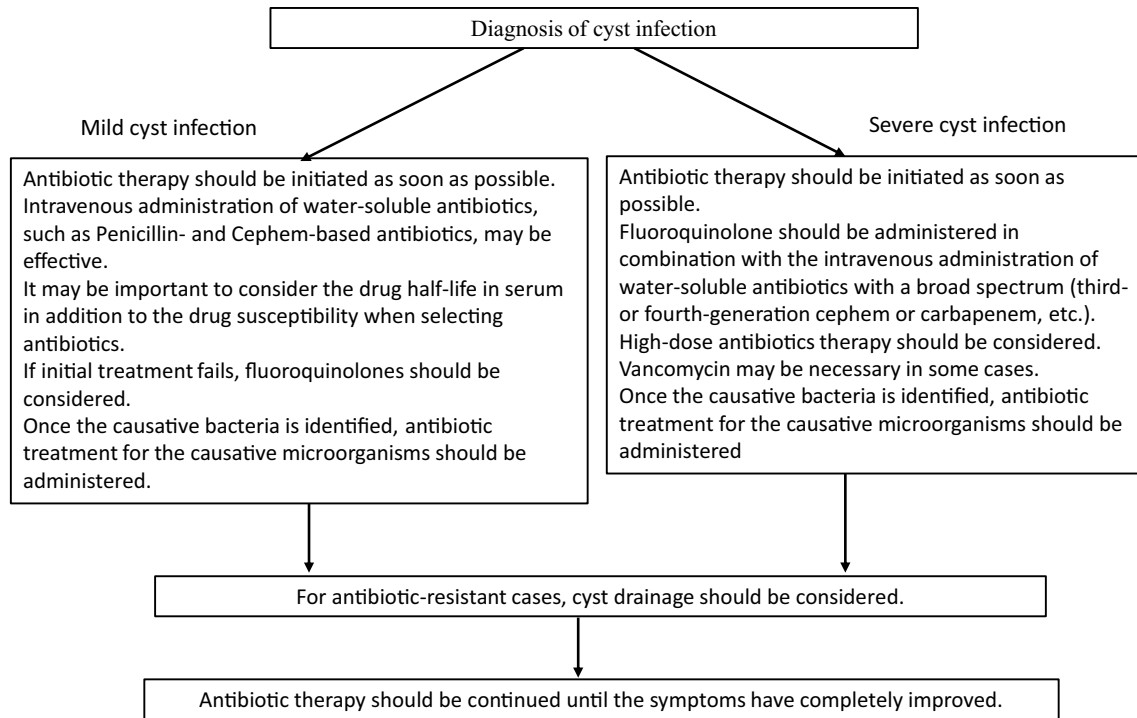 Diagnosis of cyst infection
Mild cyst infection
Antibiotic therapy should be initiated as soon as possible.
Intravenous administration of water-soluble antibiotics,
such as Penicillin- and Cephem-based antibiotics, may be
effective.
It may be important to consider the drug half-life in serum
in addition to the drug susceptibility when selecting
antibiotics.
If initial treatment fails, fluoroquinolones should be
considered.
Once the causative bacteria is identified, antibiotic
treatment for the causative microorganisms should be
administered.
Severe cyst infection
Antibiotic therapy should be initiated as soon as
possible.
Fluoroquinolone should be administered in
combination with the intravenous administration of
water-soluble antibiotics with a broad spectrum (third-
or fourth-generation cephem or carbapenem, etc.).
High-dose antibiotics therapy should be considered.
Vancomycin may be necessary in some cases.
Once the causative bacteria is identified, antibiotic
treatment for the causative microorganisms should be
administered
For antibiotic-resistant cases, cyst drainage should be considered.
Antibiotic therapy should be continued until the symptoms have completely improved.